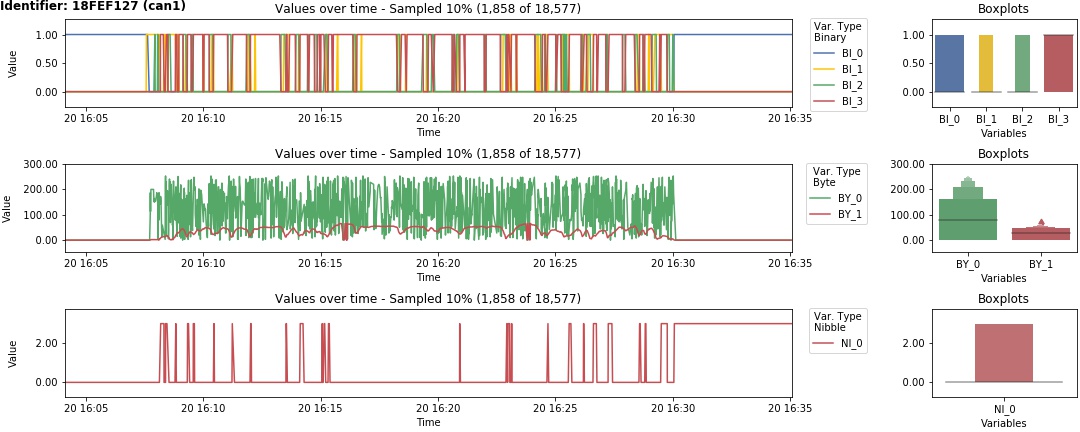 Identifier: 18FEF127 (can1)
Values over time - Sampled 10% (1,858 of 18,577)
Value
1.00
0.50
0.00
20 16:05
20 16:10
20 16:15
20 16:20
20 16:25
20 16:30
20 16:35
Time
Var. Type
Binary
BI_0
BI_1
BI_2
BI_3
Boxplots
1.00
0.50
0.00
BI_0
BI_1
BI_2
BI_3
Variables
Values over time - Sampled 10% (1,858 of 18,577)
Value
300.00
200.00
100.00
0.00
20 16:05
20 16:10
20 16:15
20 16:20
20 16:25
20 16:30
20 16:35
Time
Var. Type
Byte
BY_0
BY_1
Boxplots
300.00
200.00
100.00
0.00
BY_0
BY_1
Variables
Values over time - Sampled 10% (1,858 of 18,577)
Value
2.00
0.00
20 16:05
20 16:10
20 16:15
20 16:20
20 16:25
20 16:30
20 16:35
Time
Var. Type
Nibble
NI_0
Boxplots
2.00
0.00
NI_0
Variables